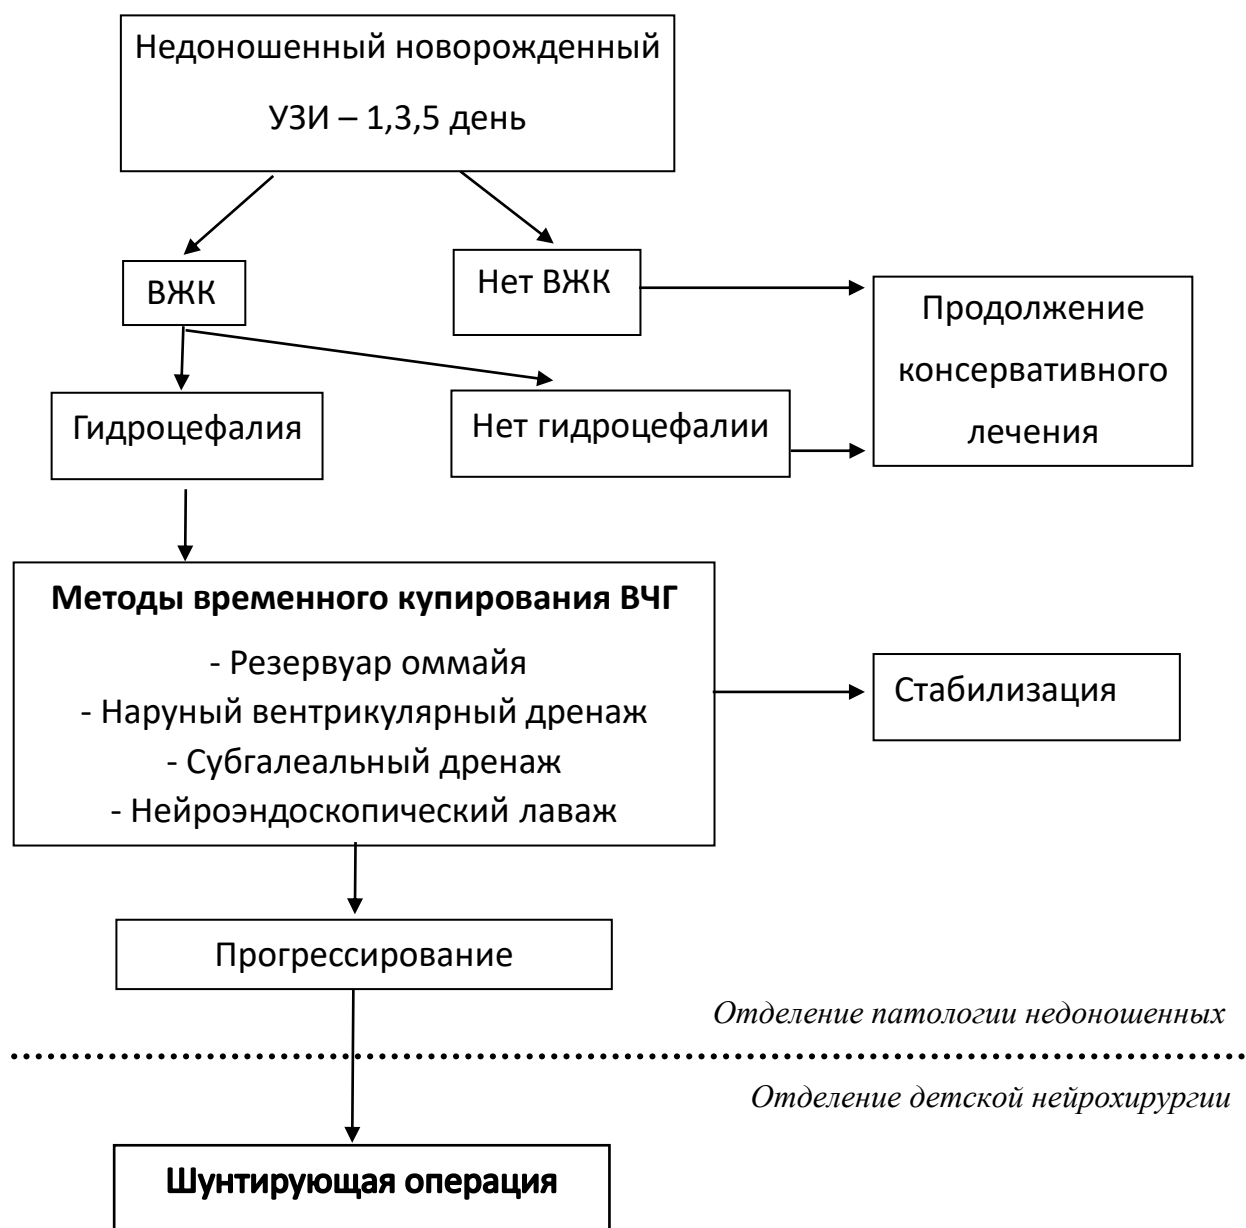 Недоношенный новорожденный
УЗИ – 1,3,5 день
ВЖК
Нет ВЖК
Продолжение
консервативного
лечения
Гидроцефалия
Нет гидроцефалии
Методы временного купирования ВЧГ
- Резервуар оммайя
- Наруный вентрикулярный дренаж
- Субгалеальный дренаж
- Нейроэндоскопический лаваж
Стабилизация
Прогрессирование
Отделение патологии недоношенных
Отделение детской нейрохирургии
Шунтирующая операция